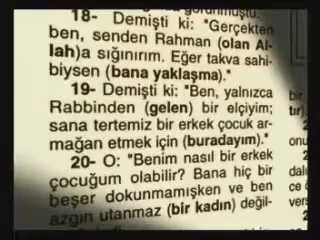 görünmüştü.
18- Demişti ki: "Gerçekten
ben, senden Rahman (olan Al-
lah)a sığınırım. Eğer takva sahi-
biysen (bana yaklaşma)."
19- Demişti ki: "Ben, yalnızca
Rabbinden (gelen) bir elçiyim;
sana tertemiz bir erkek çocuk ar-
mağan etmek için (buradayım)."
20- O: "Benim nasıl bir erkek
çocuğum olabilir? Bana hiç bir
beşer dokunmamışken ve ben
azgın utanmaz (bir kadın) değil-